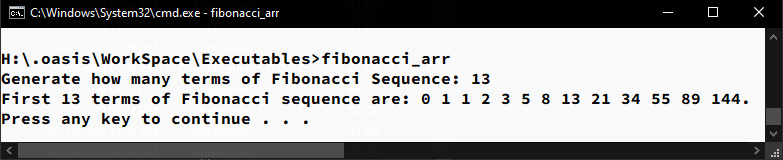 C:\Windows\System32\cmd.exe - fibonacci_arr
H:\.oasis\WorkSpace\Executables>fibonacci_arr
Generate how many terms of Fibonacci Sequence: 13
First 13 terms of Fibonacci sequence are: 0 1 1 2 3 5 8 13 21 34 55 89 144.
Press any key to continue . . .